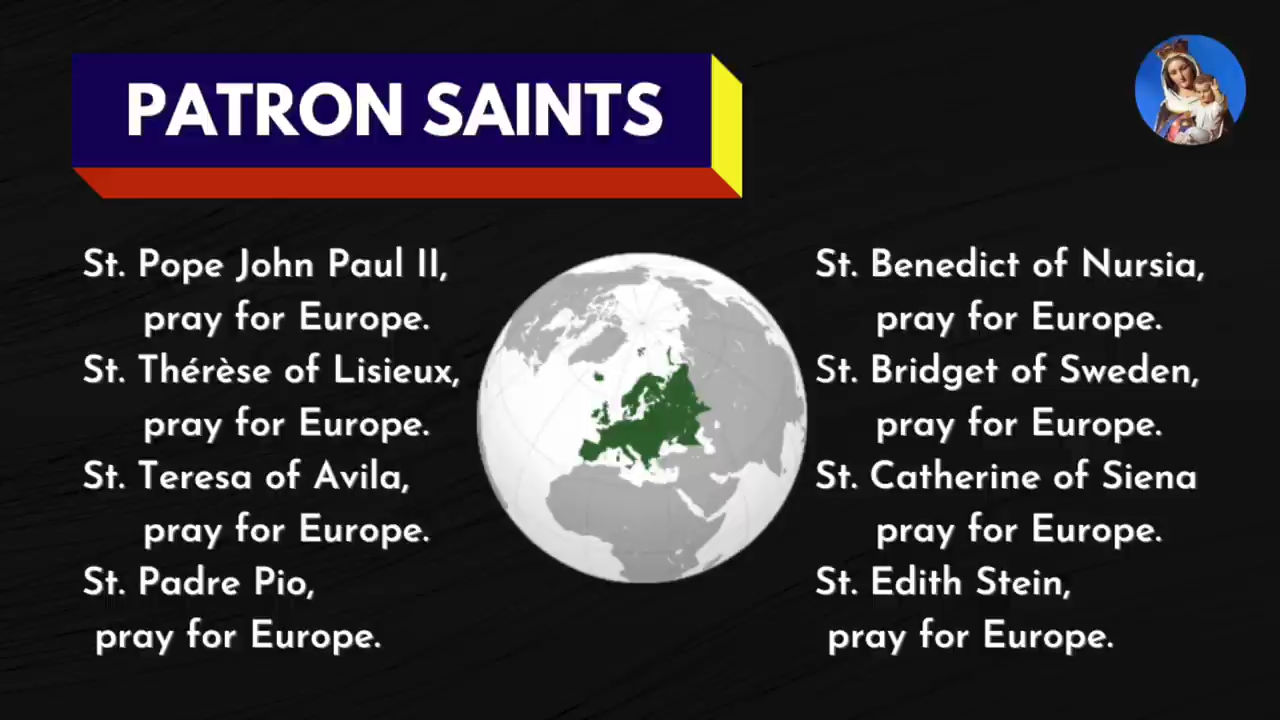 PATRON SAINTS
St. Pope John Paul II,
pray for Europe.
St. Thérèse of Lisieux,
pray for Europe.
St. Teresa of Avila,
pray for Europe.
St. Padre Pio,
pray for Europe.
St. Benedict of Nursia,
pray for Europe.
St. Bridget of Sweden,
pray for Europe.
St. Catherine of Siena
pray for Europe.
St. Edith Stein,
pray for Europe.